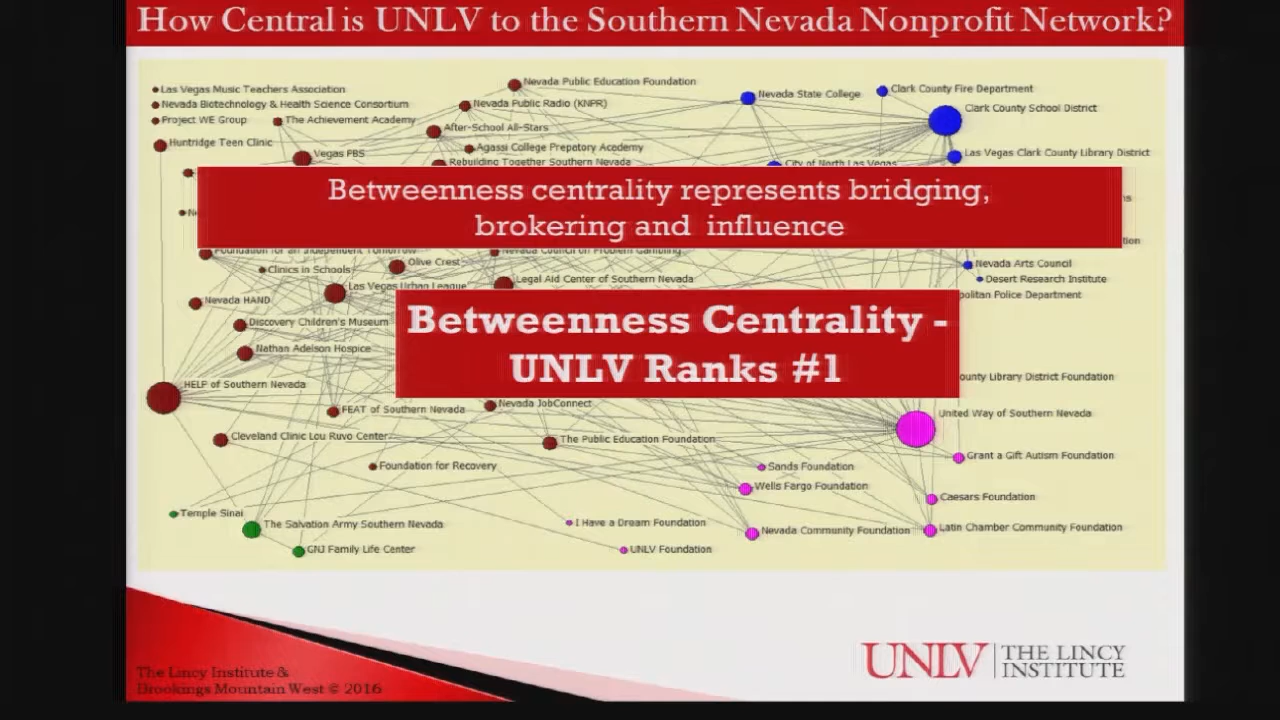 How Central is UNLV to the Southern Nevada Nonprofit Network?
Nevada Public Education Foundation
Las Vegas Music Teachers Association
Nevada State College
Clark County Fire Department
Nevada Biotechnology & Health Science Consortium
Nevada Public Radio (KNPR)
Clark County School District
Project WE Group
The Achievement Academy
After-School All-Stars
Huntridge Teen Clinic
Agassi College Prepatory Academy
Vegas PBS
Las Vegas Clark County Library District
Rebuilding Together Southern Nevada
City of North Las Vegas
Betweenness centrality represents bridging,
brokering and influence
Foundation for an Independent Tomorrow
Nevada Council on Problem Gambling
Olive Crest
Nevada Arts Council
Clinics in Schools
Legal Aid Center of Southern Nevada
Desert Research Institute
Las Vegas Urban League
politan Police Department
Nevada HAND
Betweenness Centrality -
UNLV Ranks #1
Discovery Children's Museum
Nathan Adelson Hospice
ounty Library District Foundation
HELP of Southern Nevada
FEAT of Southern Nevada
Nevada JobConnect
United Way of Southern Nevada
Cleveland Clinic Lou Ruvo Center
The Public Education Foundation
Grant a Gift Autism Foundation
Foundation for Recovery
Sands Foundation
Wells Fargo Foundation
Caesars Foundation
Temple Sinai
The Salvation Army Southern Nevada
I Have a Dream Foundation
Nevada Community Foundation
Latin Chamber Community Foundation
GNJ Family Life Center
UNLV Foundation
The Lincy Institute &
Brookings Mountain West © 2016
UNLV THE LINCY
INSTITUTE